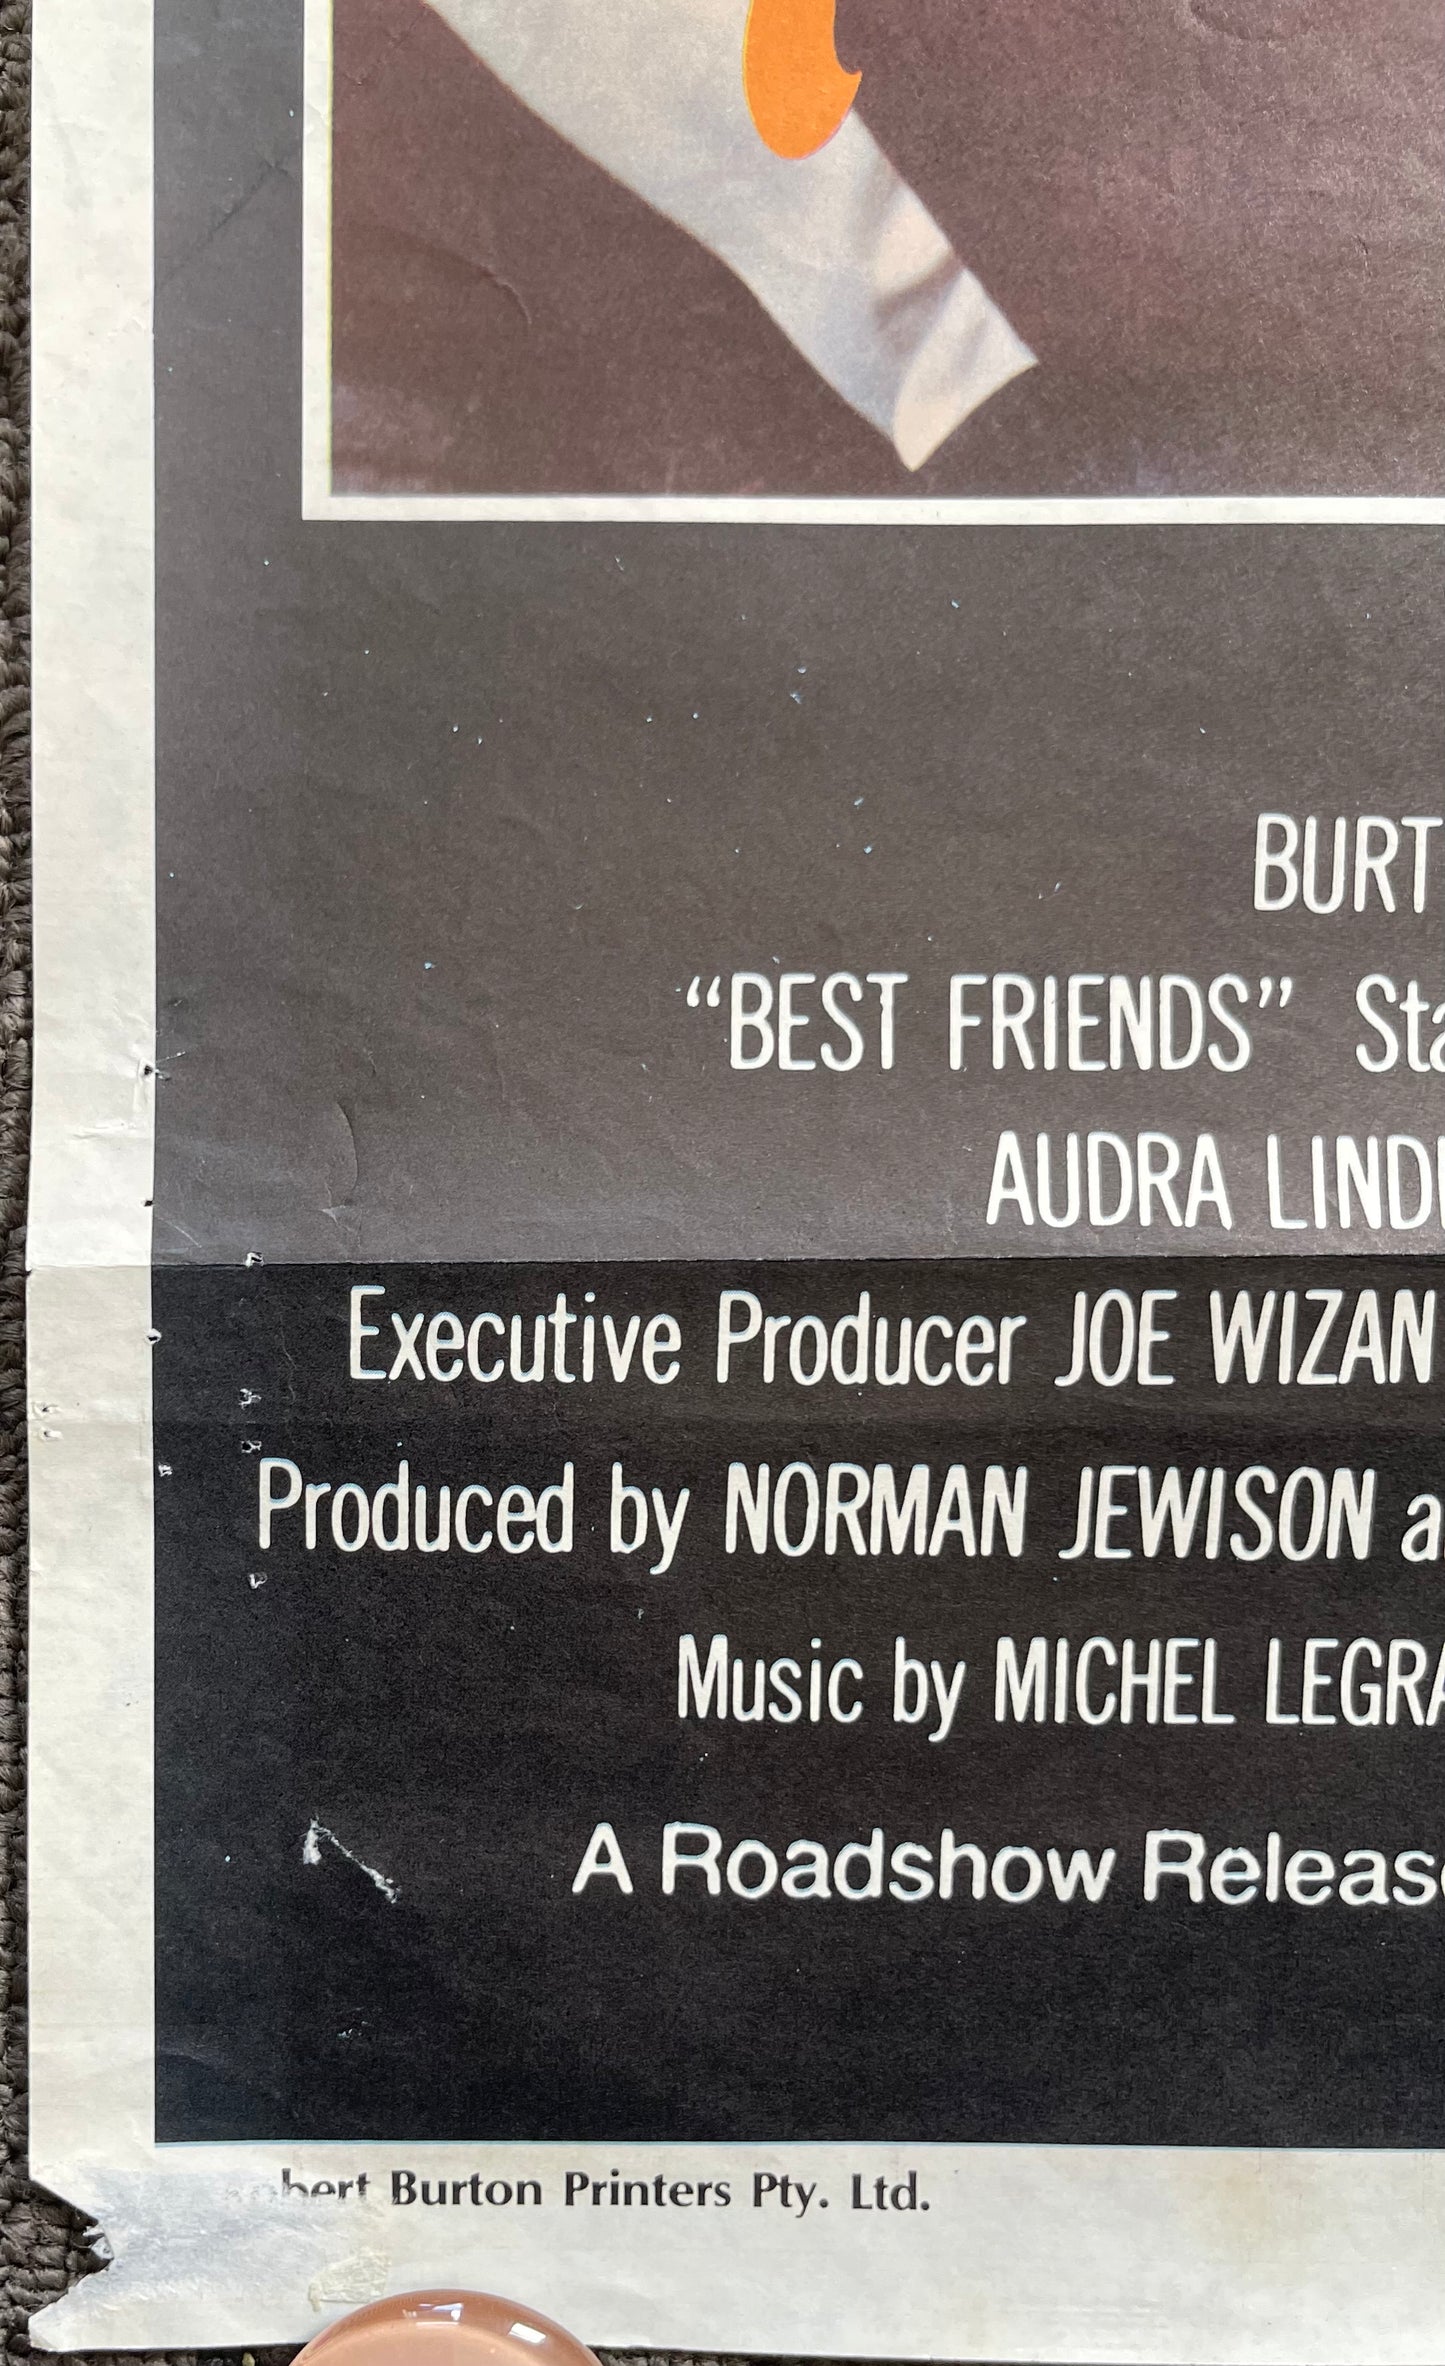 BURT
“BEST FRIENDS” Sta
AUDRA LIND
Executive Producer JOE WIZAN
Produced by NORMAN JEWISON a
Music by MICHEL LEGRA
A Roadshow Release
bert Burton Printers Pty. Ltd.